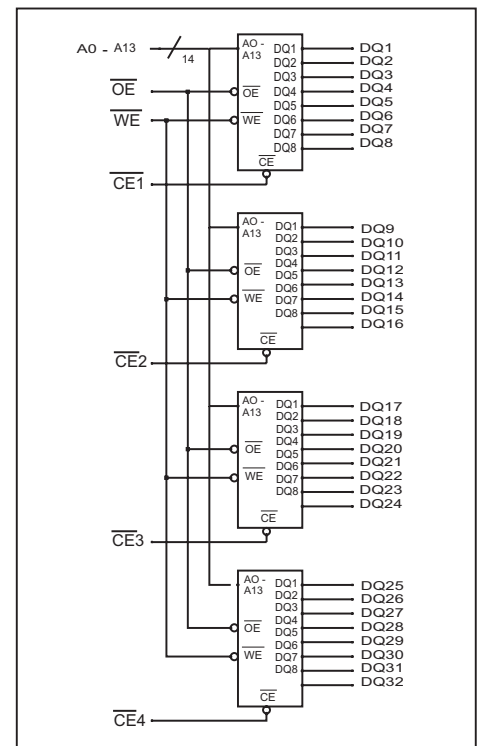 A0 - A13
14
OE
WE
CE1
AO -
A13
OE
WE
CE
DQ1
DQ2
DQ3
DQ4
DQ5
DQ6
DQ7
DQ8
DQ1
DQ2
DQ3
DQ4
DQ5
DQ6
DQ7
DQ8
CE2
AO -
A13
OE
WE
CE
DQ1
DQ2
DQ3
DQ4
DQ5
DQ6
DQ7
DQ8
DQ9
DQ10
DQ11
DQ12
DQ13
DQ14
DQ15
DQ16
CE3
AO -
A13
OE
WE
CE
DQ1
DQ2
DQ3
DQ4
DQ5
DQ6
DQ7
DQ8
DQ17
DQ18
DQ19
DQ20
DQ21
DQ22
DQ23
DQ24
CE4
AO -
A13
OE
WE
CE
DQ1
DQ2
DQ3
DQ4
DQ5
DQ6
DQ7
DQ8
DQ25
DQ26
DQ27
DQ28
DQ29
DQ30
DQ31
DQ32